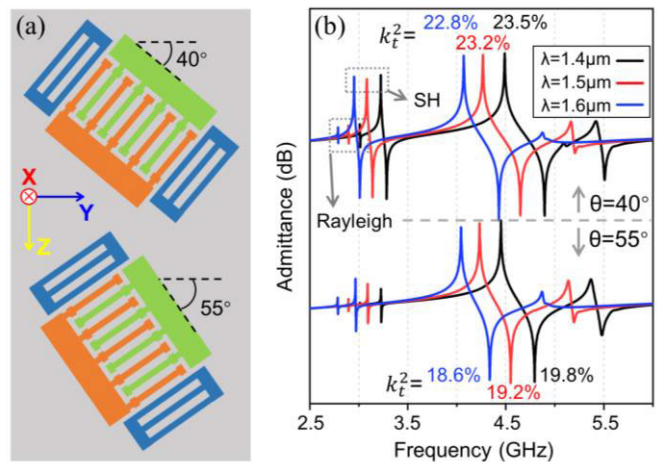 (a)
40°
X
Y
Z
55°
(b)
22.8% 23.5%
k_t^2= 23.2%
λ=1.4μm
λ=1.5μm
λ=1.6μm
SH
Rayleigh
θ=40°
θ=55°
k_t^2= 18.6% 19.8%
19.2%
Admittance (dB)
2.5 3.5 4.5 5.5
Frequency (GHz)